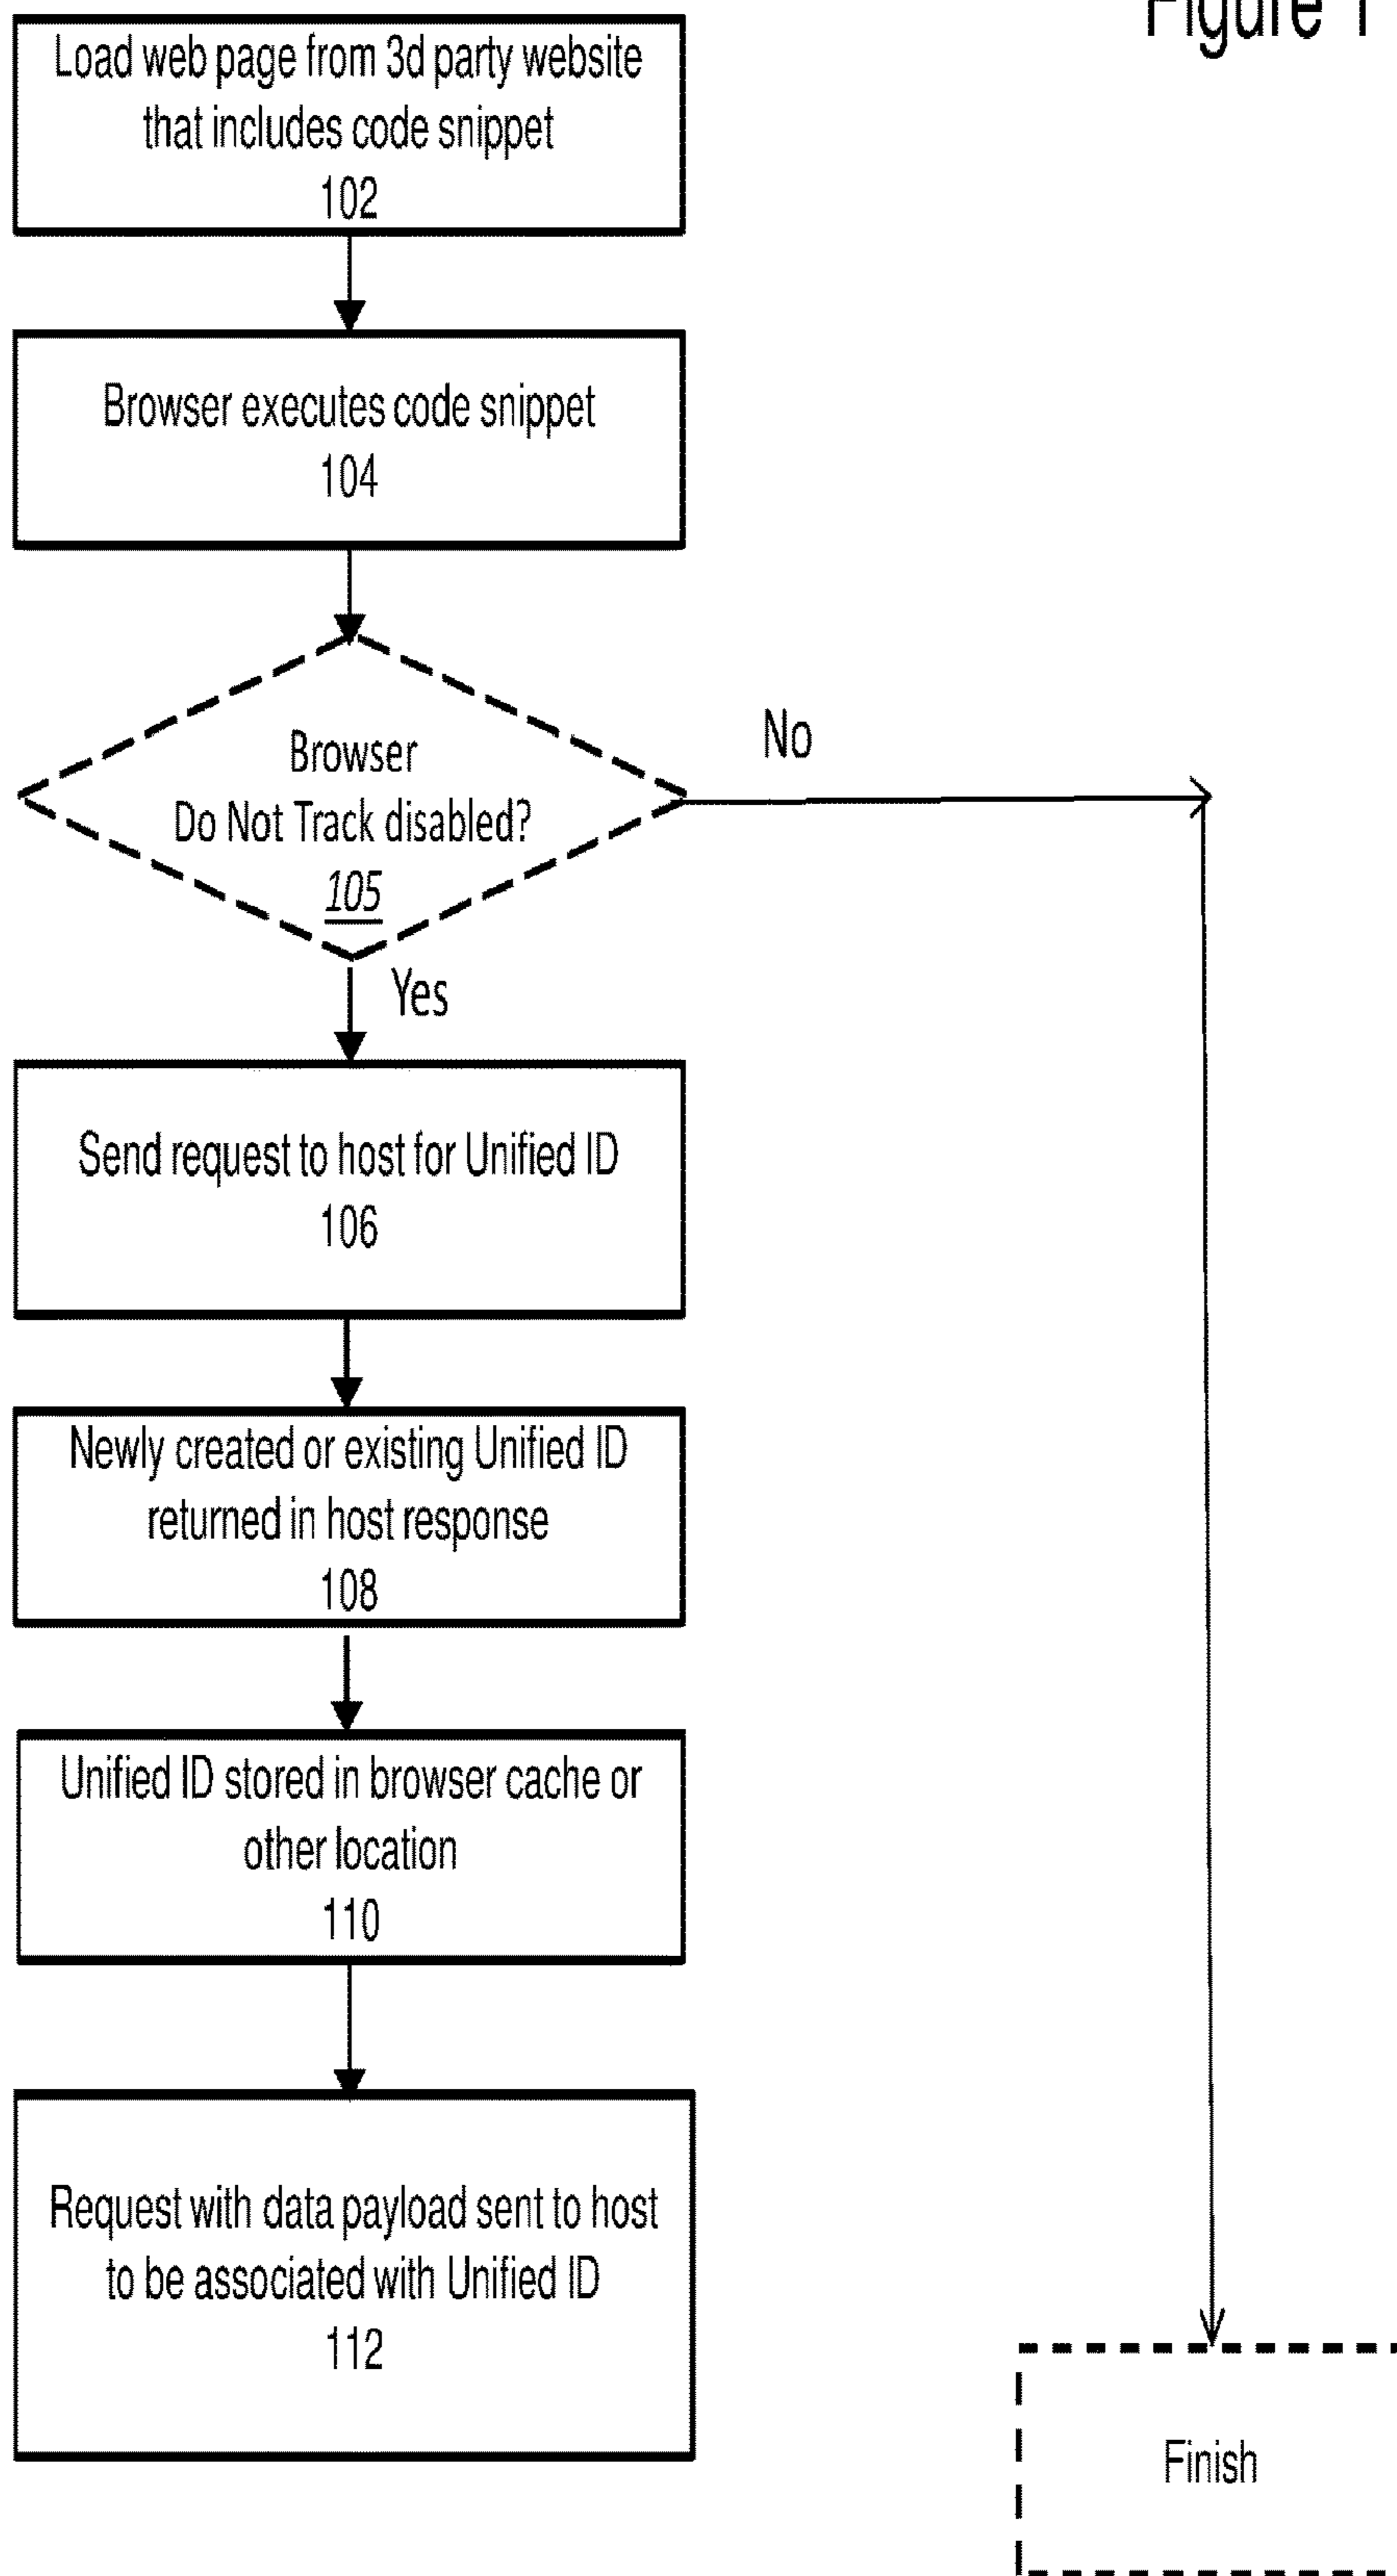 Figure 1
Load web page from 3d party website
that includes code snippet
102
Browser executes code snippet
104
Browser
Do Not Track disabled?
105
No
Yes
Send request to host for Unified ID
106
Newly created or existing Unified ID
returned in host response
108
Unified ID stored in browser cache or
other location
110
Request with data payload sent to host
to be associated with Unified ID
112
Finish